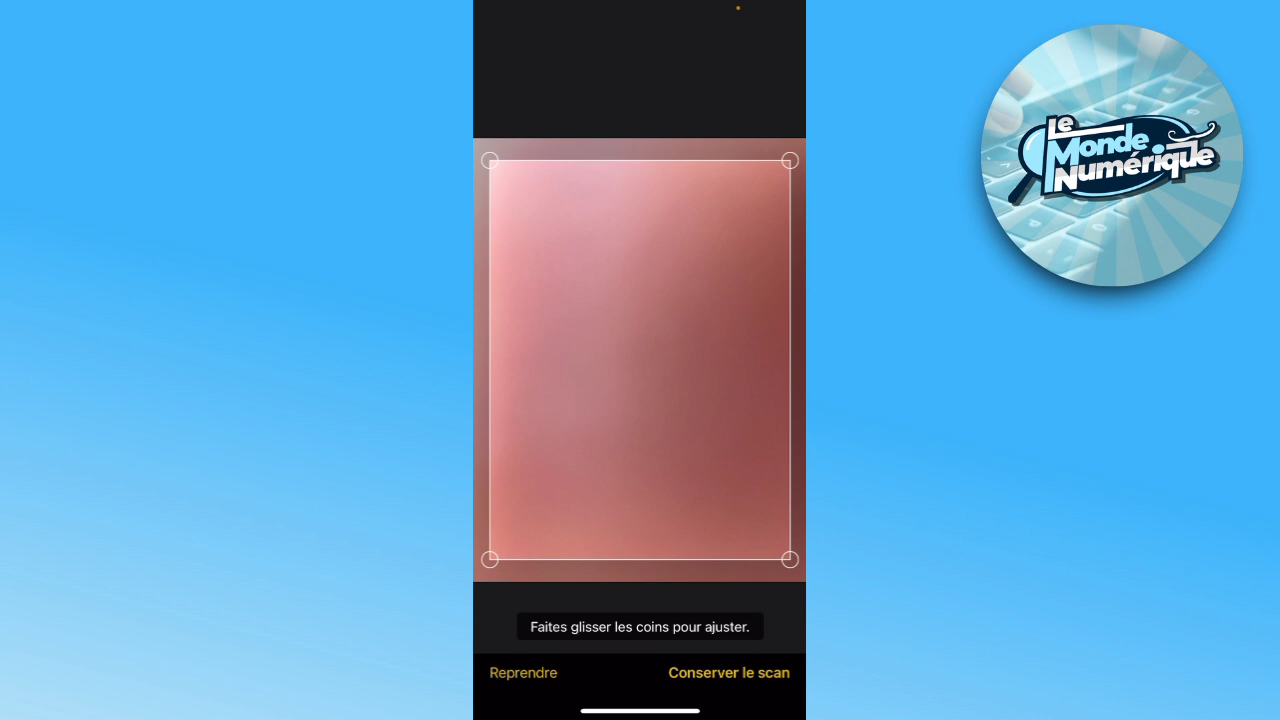 Le
Monde
Numérique
Faites glisser les coins pour ajuster.
Reprendre
Conserver le scan